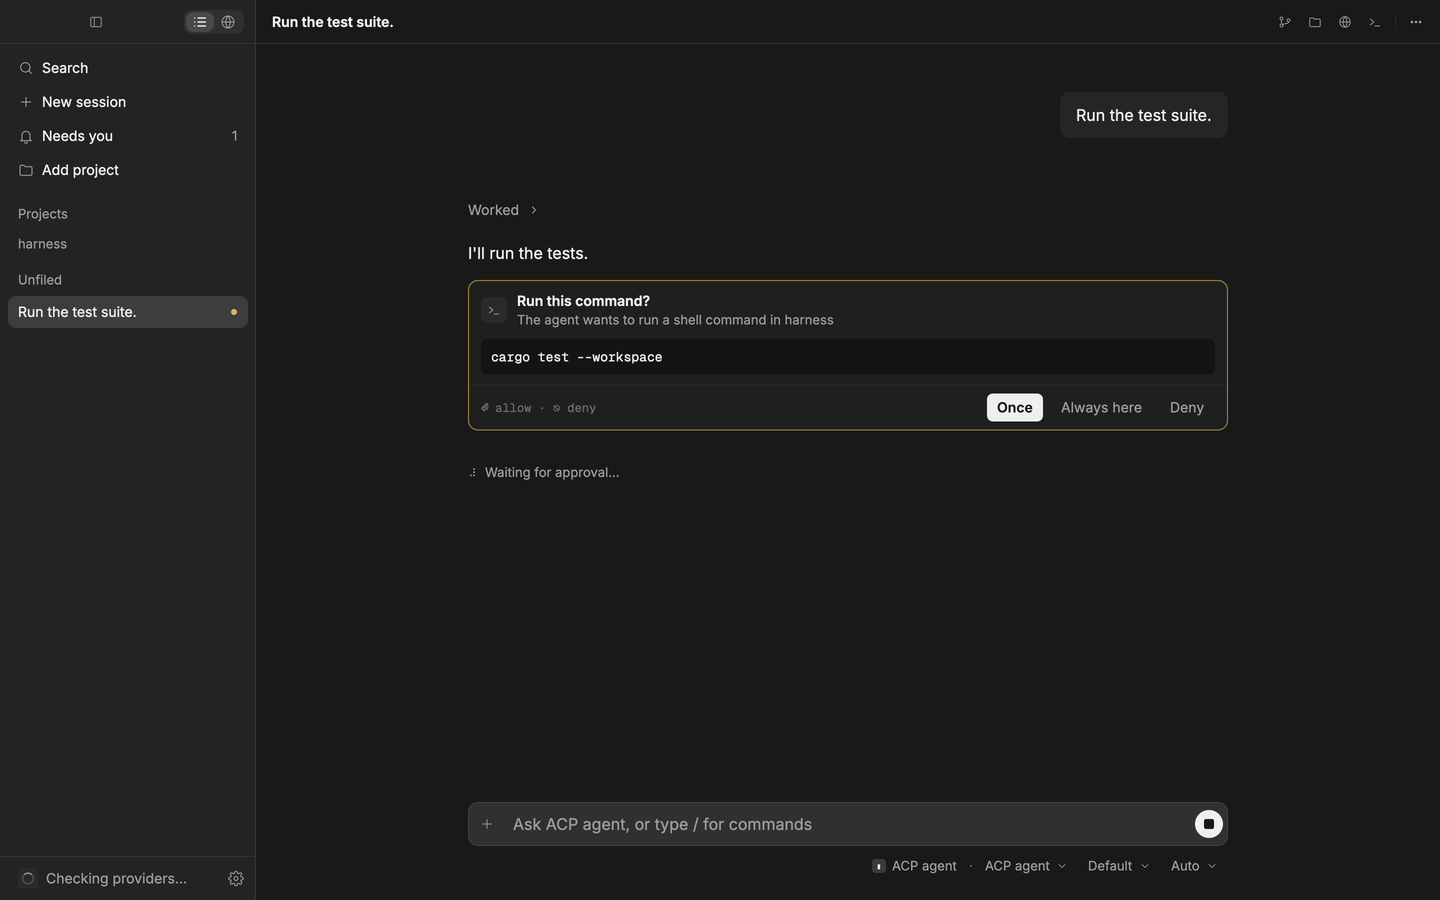 Run the test suite.
Search
New session
Needs you 1
Add project
Projects
harness
Unfiled
Run the test suite.
Checking providers...
Run the test suite.
Worked
I'll run the tests.
Run this command?
The agent wants to run a shell command in harness
cargo test --workspace
allow · deny
Once Always here Deny
Waiting for approval...
Ask ACP agent, or type / for commands
ACP agent · ACP agent Default Auto